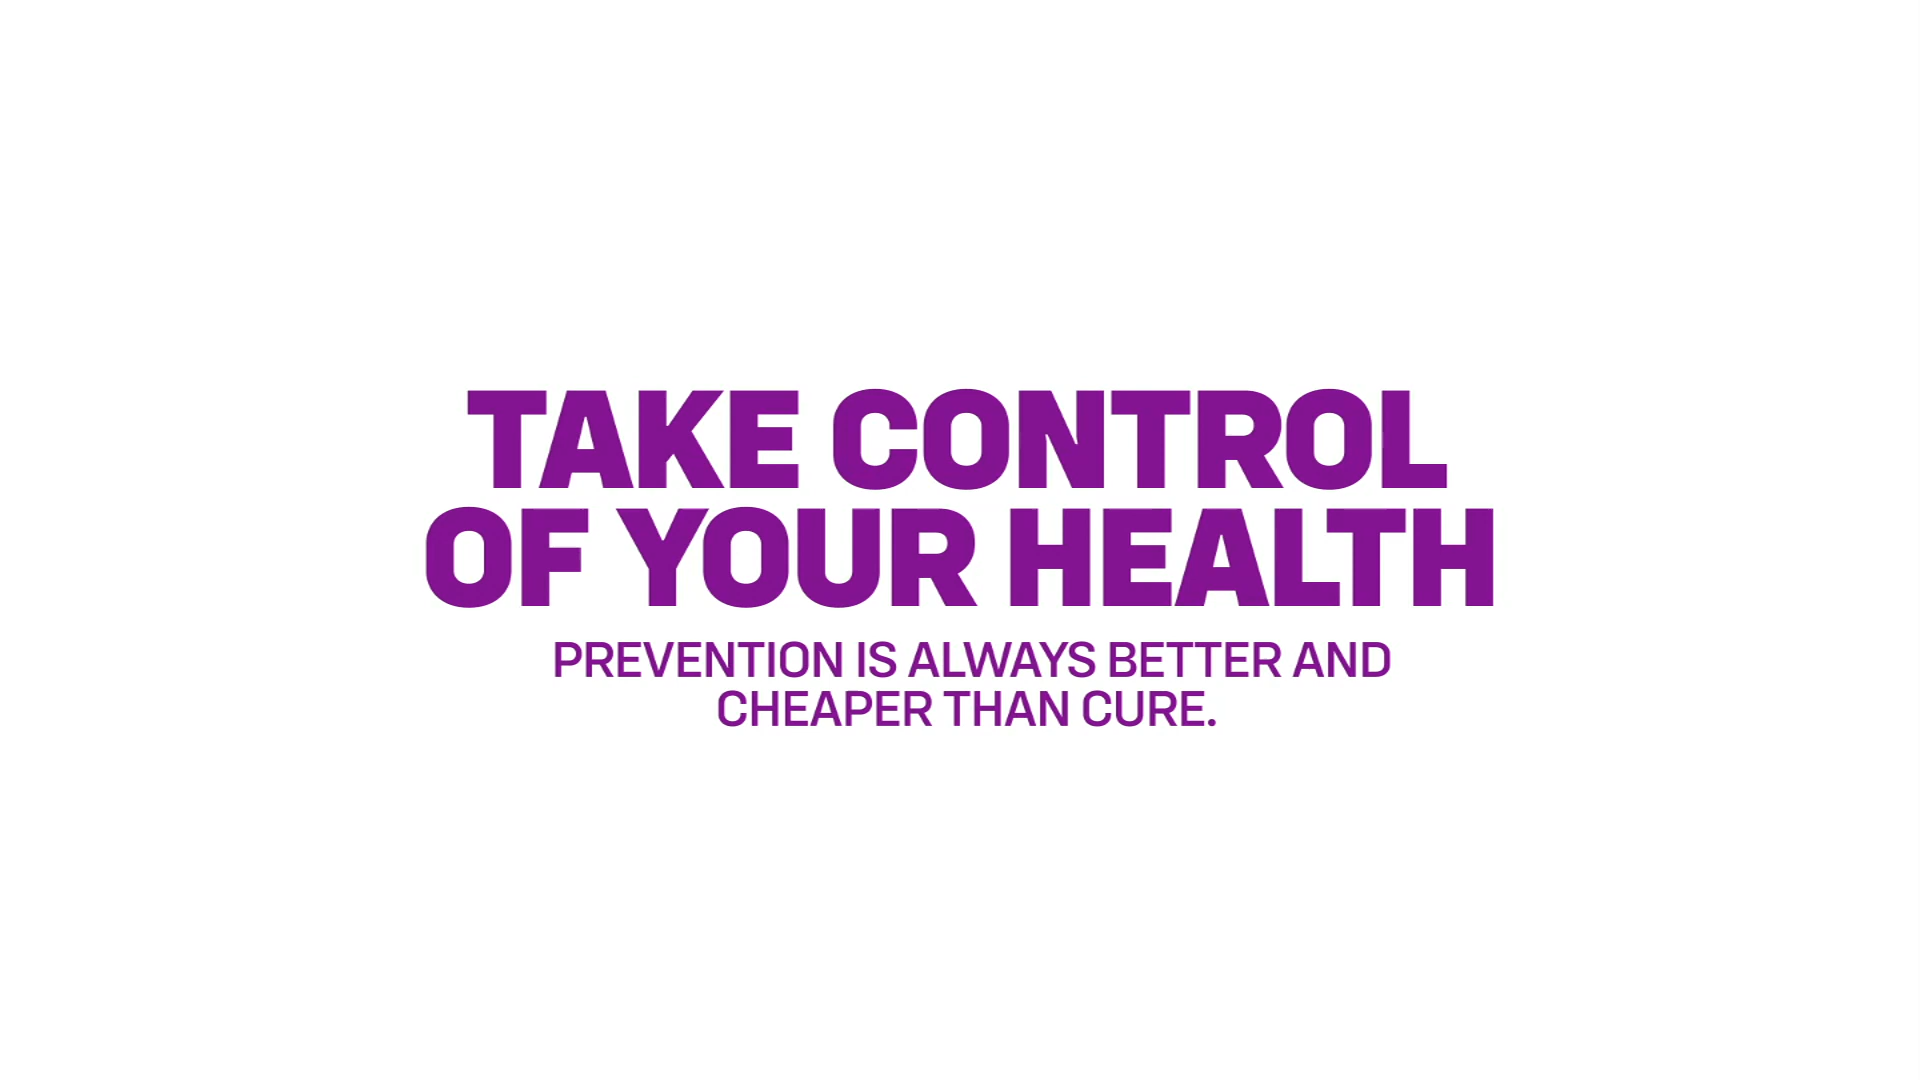 TAKE CONTROL
OF YOUR HEALTH
PREVENTION IS ALWAYS BETTER AND
CHEAPER THAN CURE.